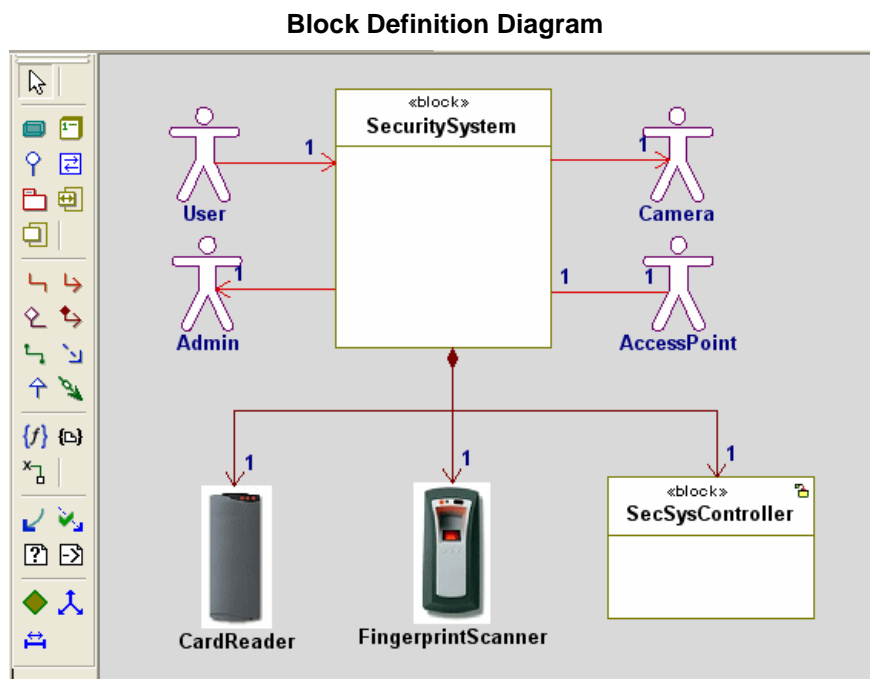 Block Definition Diagram
«block»
SecuritySystem
1
1
User
Camera
1
1
1
Admin
AccessPoint
1
1
1
«block»
SecSysController
CardReader
FingerprintScanner